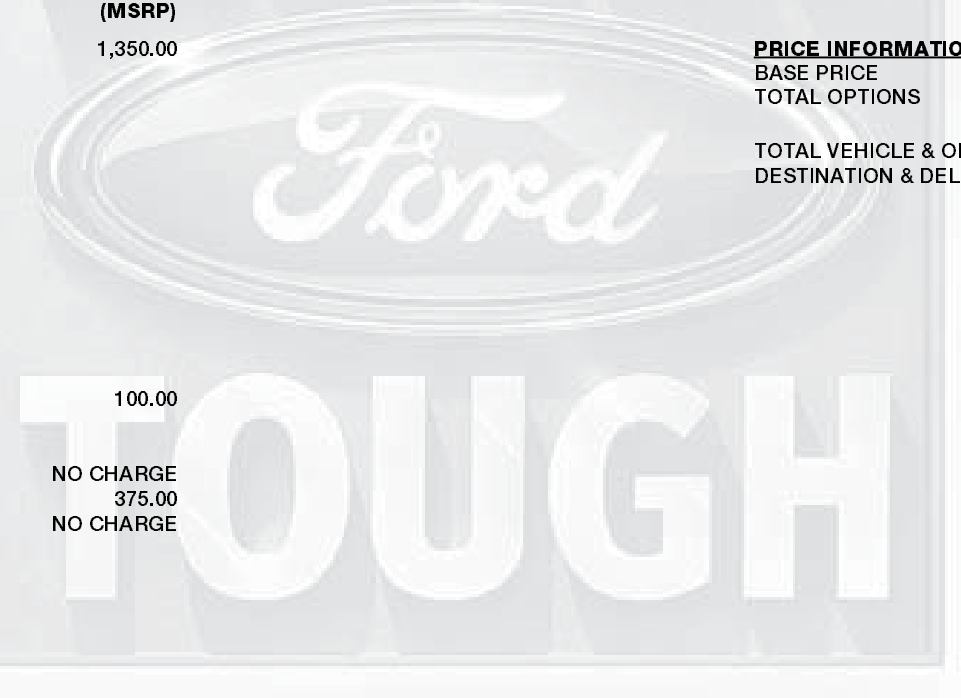 (MSRP)
1,350.00
PRICE INFORMATIO
BASE PRICE
TOTAL OPTIONS
TOTAL VEHICLE & O
DESTINATION & DEL
Ford
TOUGH
100.00
NO CHARGE
375.00
NO CHARGE